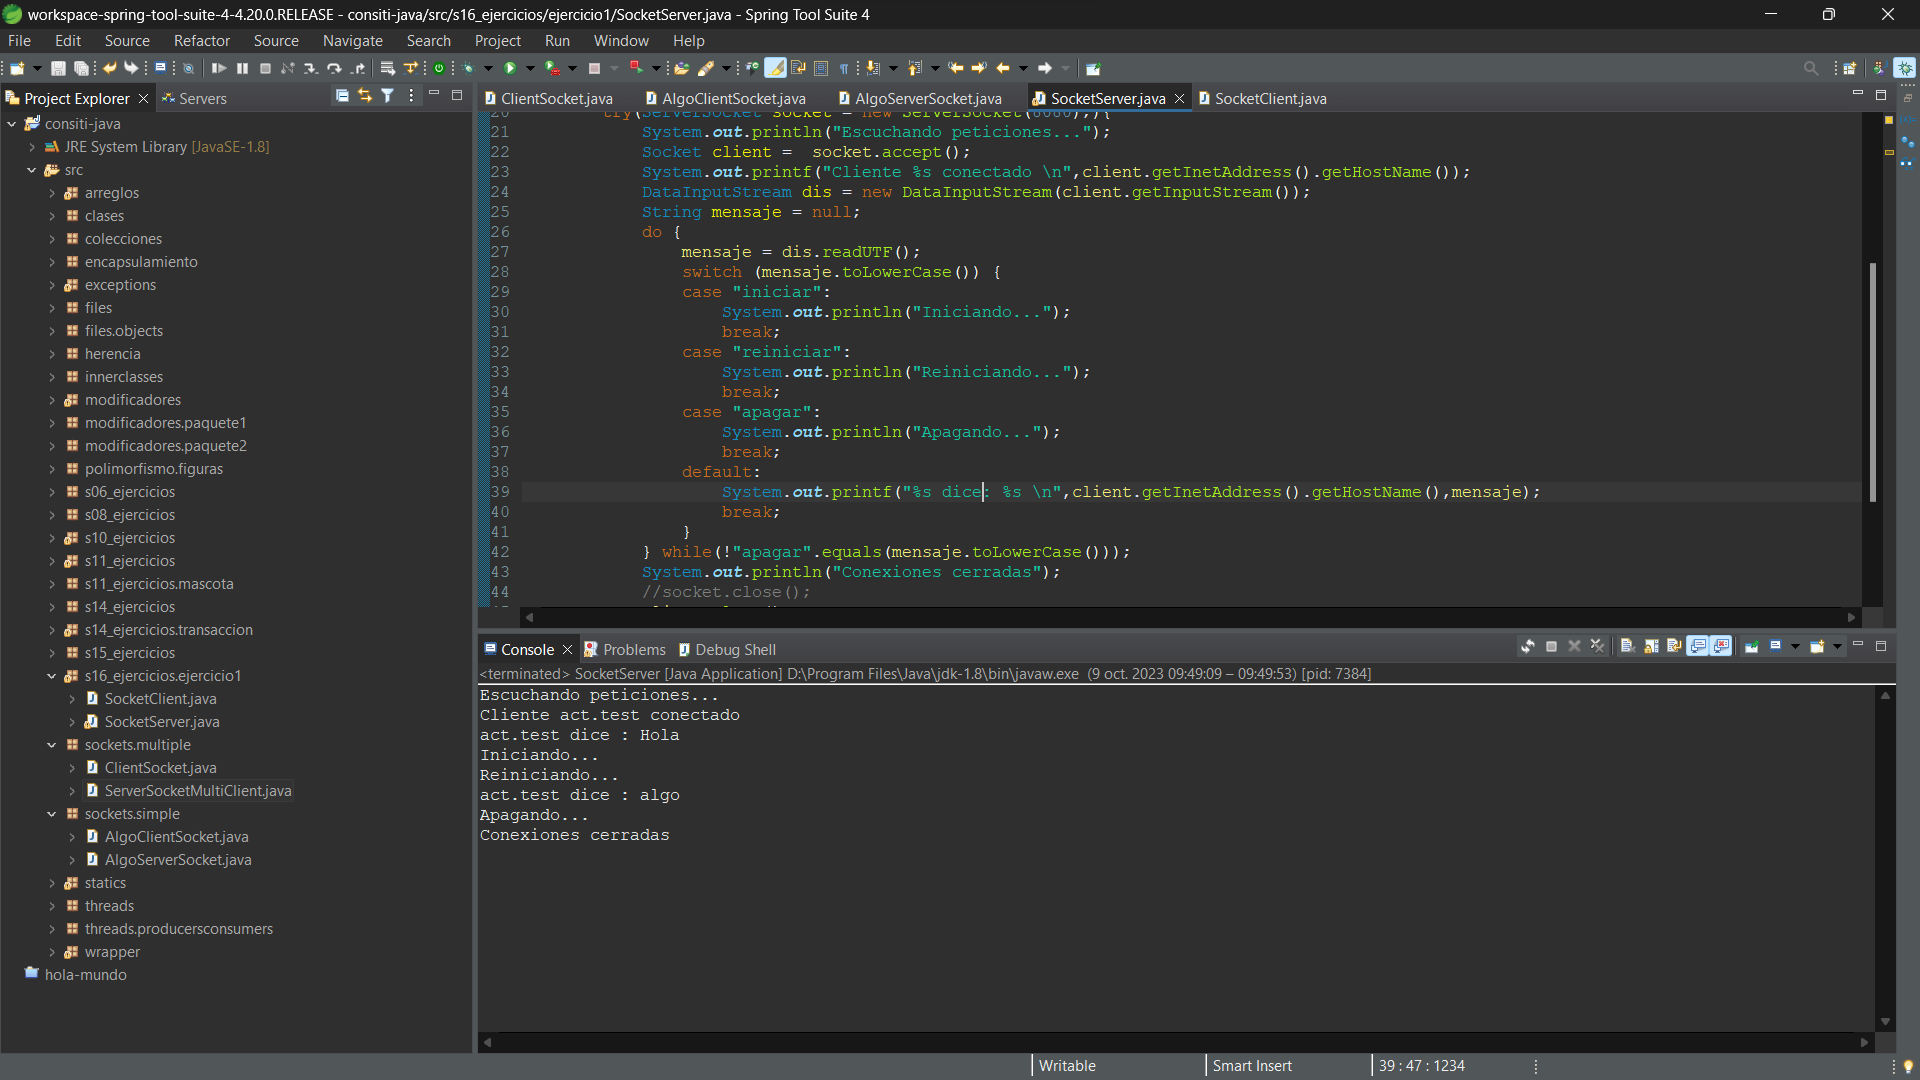 workspace-spring-tool-suite-4-4.20.0.RELEASE - consiti-java/src/s16_ejercicios/ejercicio1/SocketServer.java - Spring Tool Suite 4
File Edit Source Refactor Source Navigate Search Project Run Window Help
Project Explorer
Servers
consiti-java
JRE System Library [JavaSE-1.8]
src
arreglos
clases
colecciones
encapsulamiento
exceptions
files
files.objects
herencia
innerclasses
modificadores
modificadores.paquete1
modificadores.paquete2
polimorfismo.figuras
s06_ejercicios
s08_ejercicios
s10_ejercicios
s11_ejercicios
s11_ejercicios.mascota
s14_ejercicios
s14_ejercicios.transaccion
s15_ejercicios
s16_ejercicios.ejercicio1
SocketClient.java
SocketServer.java
sockets.multiple
ClientSocket.java
ServerSocketMultiClient.java
sockets.simple
AlgoClientSocket.java
AlgoServerSocket.java
statics
threads
threads.producersconsumers
wrapper
hola-mundo
ClientSocket.java AlgoClientSocket.java AlgoServerSocket.java SocketServer.java SocketClient.java
20 try(ServerSocket socket = new ServerSocket(8080);){
21 System.out.println("Escuchando peticiones...");
22 Socket client =  socket.accept();
23 System.out.printf("Cliente %s conectado \n",client.getInetAddress().getHostName());
24 DataInputStream dis = new DataInputStream(client.getInputStream());
25 String mensaje = null;
26 do {
27 mensaje = dis.readUTF();
28 switch (mensaje.toLowerCase()) {
29 case "iniciar":
30 System.out.println("Iniciando...");
31 break;
32 case "reiniciar":
33 System.out.println("Reiniciando...");
34 break;
35 case "apagar":
36 System.out.println("Apagando...");
37 break;
38 default:
39 System.out.printf("%s dice: %s \n",client.getInetAddress().getHostName(),mensaje);
40 break;
41 }
42 } while(!"apagar".equals(mensaje.toLowerCase()));
43 System.out.println("Conexiones cerradas");
44 //socket.close();
Console Problems Debug Shell
<terminated> SocketServer [Java Application] D:\Program Files\Java\jdk-1.8\bin\javaw.exe (9 oct. 2023 09:49:09 – 09:49:53) [pid: 7384]
Escuchando peticiones...
Cliente act.test conectado
act.test dice : Hola
Iniciando...
Reiniciando...
act.test dice : algo
Apagando...
Conexiones cerradas
Writable Smart Insert 39 : 47 : 1234